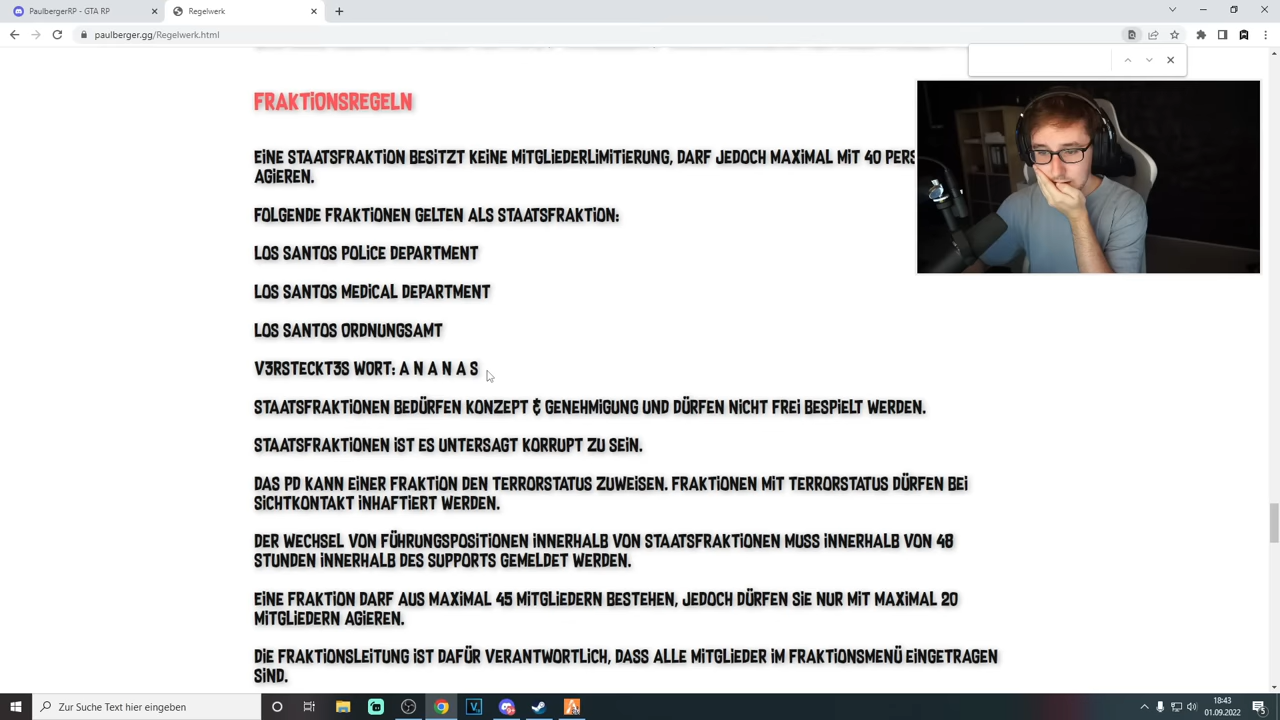 PaulbergerRP - GTA RP
Regelwerk
paulberger.gg/Regelwerk.html
FRAKTiONSREGELN
EiNE STAATSFRAKTiON BESiTZT KEiNE MiTGLiEDERLiMiTiERUNG, DARF JEDOCH MAXiMAL MiT 40
AGiEREN.
FOLGENDE FRAKTiONEN GELTEN ALS STAATSFRAKTiON:
LOS SANTOS POLiCE DEPARTMENT
LOS SANTOS MEDiCAL DEPARTMENT
LOS SANTOS ORDNUNGSAMT
V3RSTECKT3S WORT: A N A N A S
STAATSFRAKTiONEN BEDÜRFEN KONZEPT & GENEHMiGUNG UND DÜRFEN NiCHT FREi BESPiELT WERDEN.
STAATSFRAKTiONEN iST ES UNTERSAGT KORRUPT ZU SEiN.
DAS PD KANN EiNER FRAKTiON DEN TERRORSTATUS ZUWEiSEN. FRAKTiONEN MiT TERRORSTATUS DÜRFEN BEi
SiCHTKONTAKT iNHAFTiERT WERDEN.
DER WECHSEL VON FÜHRUNGSPOSiTiONEN iNNERHALB VON STAATSFRAKTiONEN MUSS iNNERHALB VON 48
STUNDEN iNNERHALB DES SUPPORTS GEMELDET WERDEN.
EiNE FRAKTiON DARF AUS MAXiMAL 45 MiTGLiEDERN BESTEHEN, JEDOCH DÜRFEN SiE NUR MiT MAXiMAL 20
MiTGLiEDERN AGiEREN.
DiE FRAKTiONSLEiTUNG iST DAFÜR VERANTWORTLiCH, DASS ALLE MiTGLiEDER iM FRAKTiONSMENÜ EiNGETRAGEN
SiND.
Zur Suche Text hier eingeben
18:43
01.09.2022